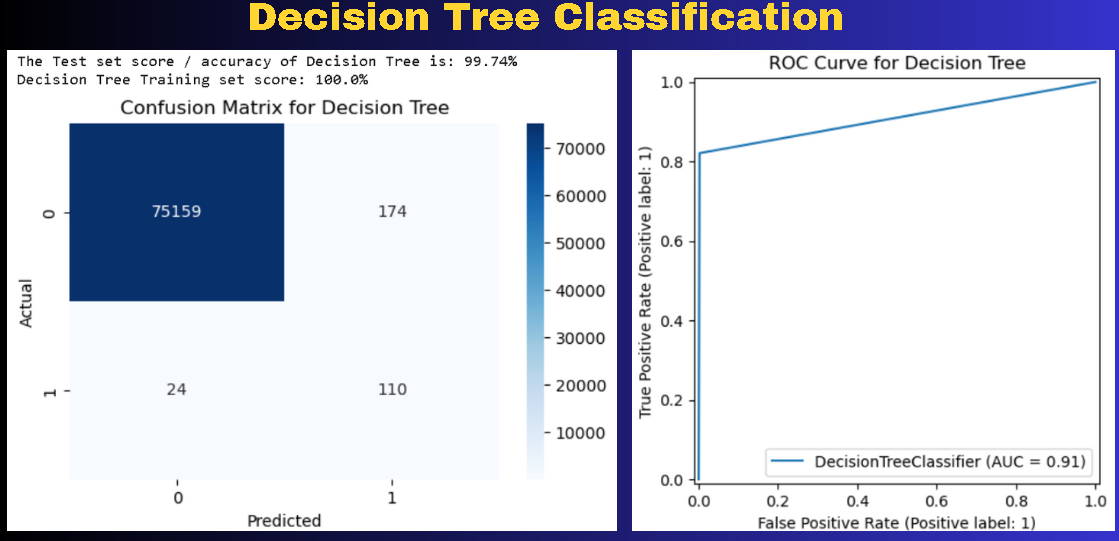 Decision Tree Classification
The Test set score / accuracy of Decision Tree is: 99.74%
Decision Tree Training set score: 100.0%
Confusion Matrix for Decision Tree
Actual
0
1
75159
174
24
110
0
1
Predicted
70000
60000
50000
40000
30000
20000
10000
ROC Curve for Decision Tree
True Positive Rate (Positive label: 1)
1.0
0.8
0.6
0.4
0.2
0.0
DecisionTreeClassifier (AUC = 0.91)
0.0
0.2
0.4
0.6
0.8
1.0
False Positive Rate (Positive label: 1)